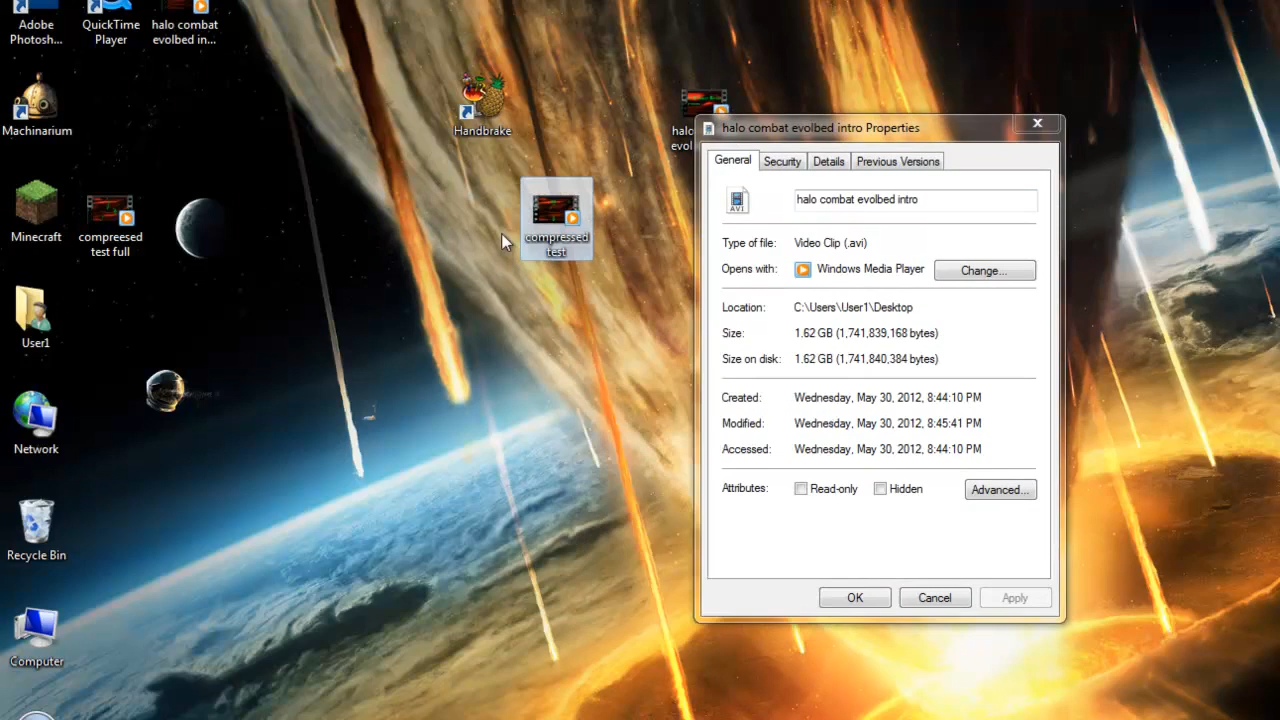 Adobe
Photosh...
QuickTime
Player
halo combat
evolbed in...
Machinarium
Handbrake
halo
evol
Minecraft
compreesed
test full
compressed
test
User1
Network
Recycle Bin
Computer
halo combat evolbed intro Properties
General
Security
Details
Previous Versions
AVI
halo combat evolbed intro
Type of file: Video Clip (.avi)
Opens with: Windows Media Player
Change...
Location: C:\Users\User1\Desktop
Size: 1.62 GB (1,741,839,168 bytes)
Size on disk: 1.62 GB (1,741,840,384 bytes)
Created: Wednesday, May 30, 2012, 8:44:10 PM
Modified: Wednesday, May 30, 2012, 8:45:41 PM
Accessed: Wednesday, May 30, 2012, 8:44:10 PM
Attributes: Read-only Hidden Advanced...
OK Cancel Apply